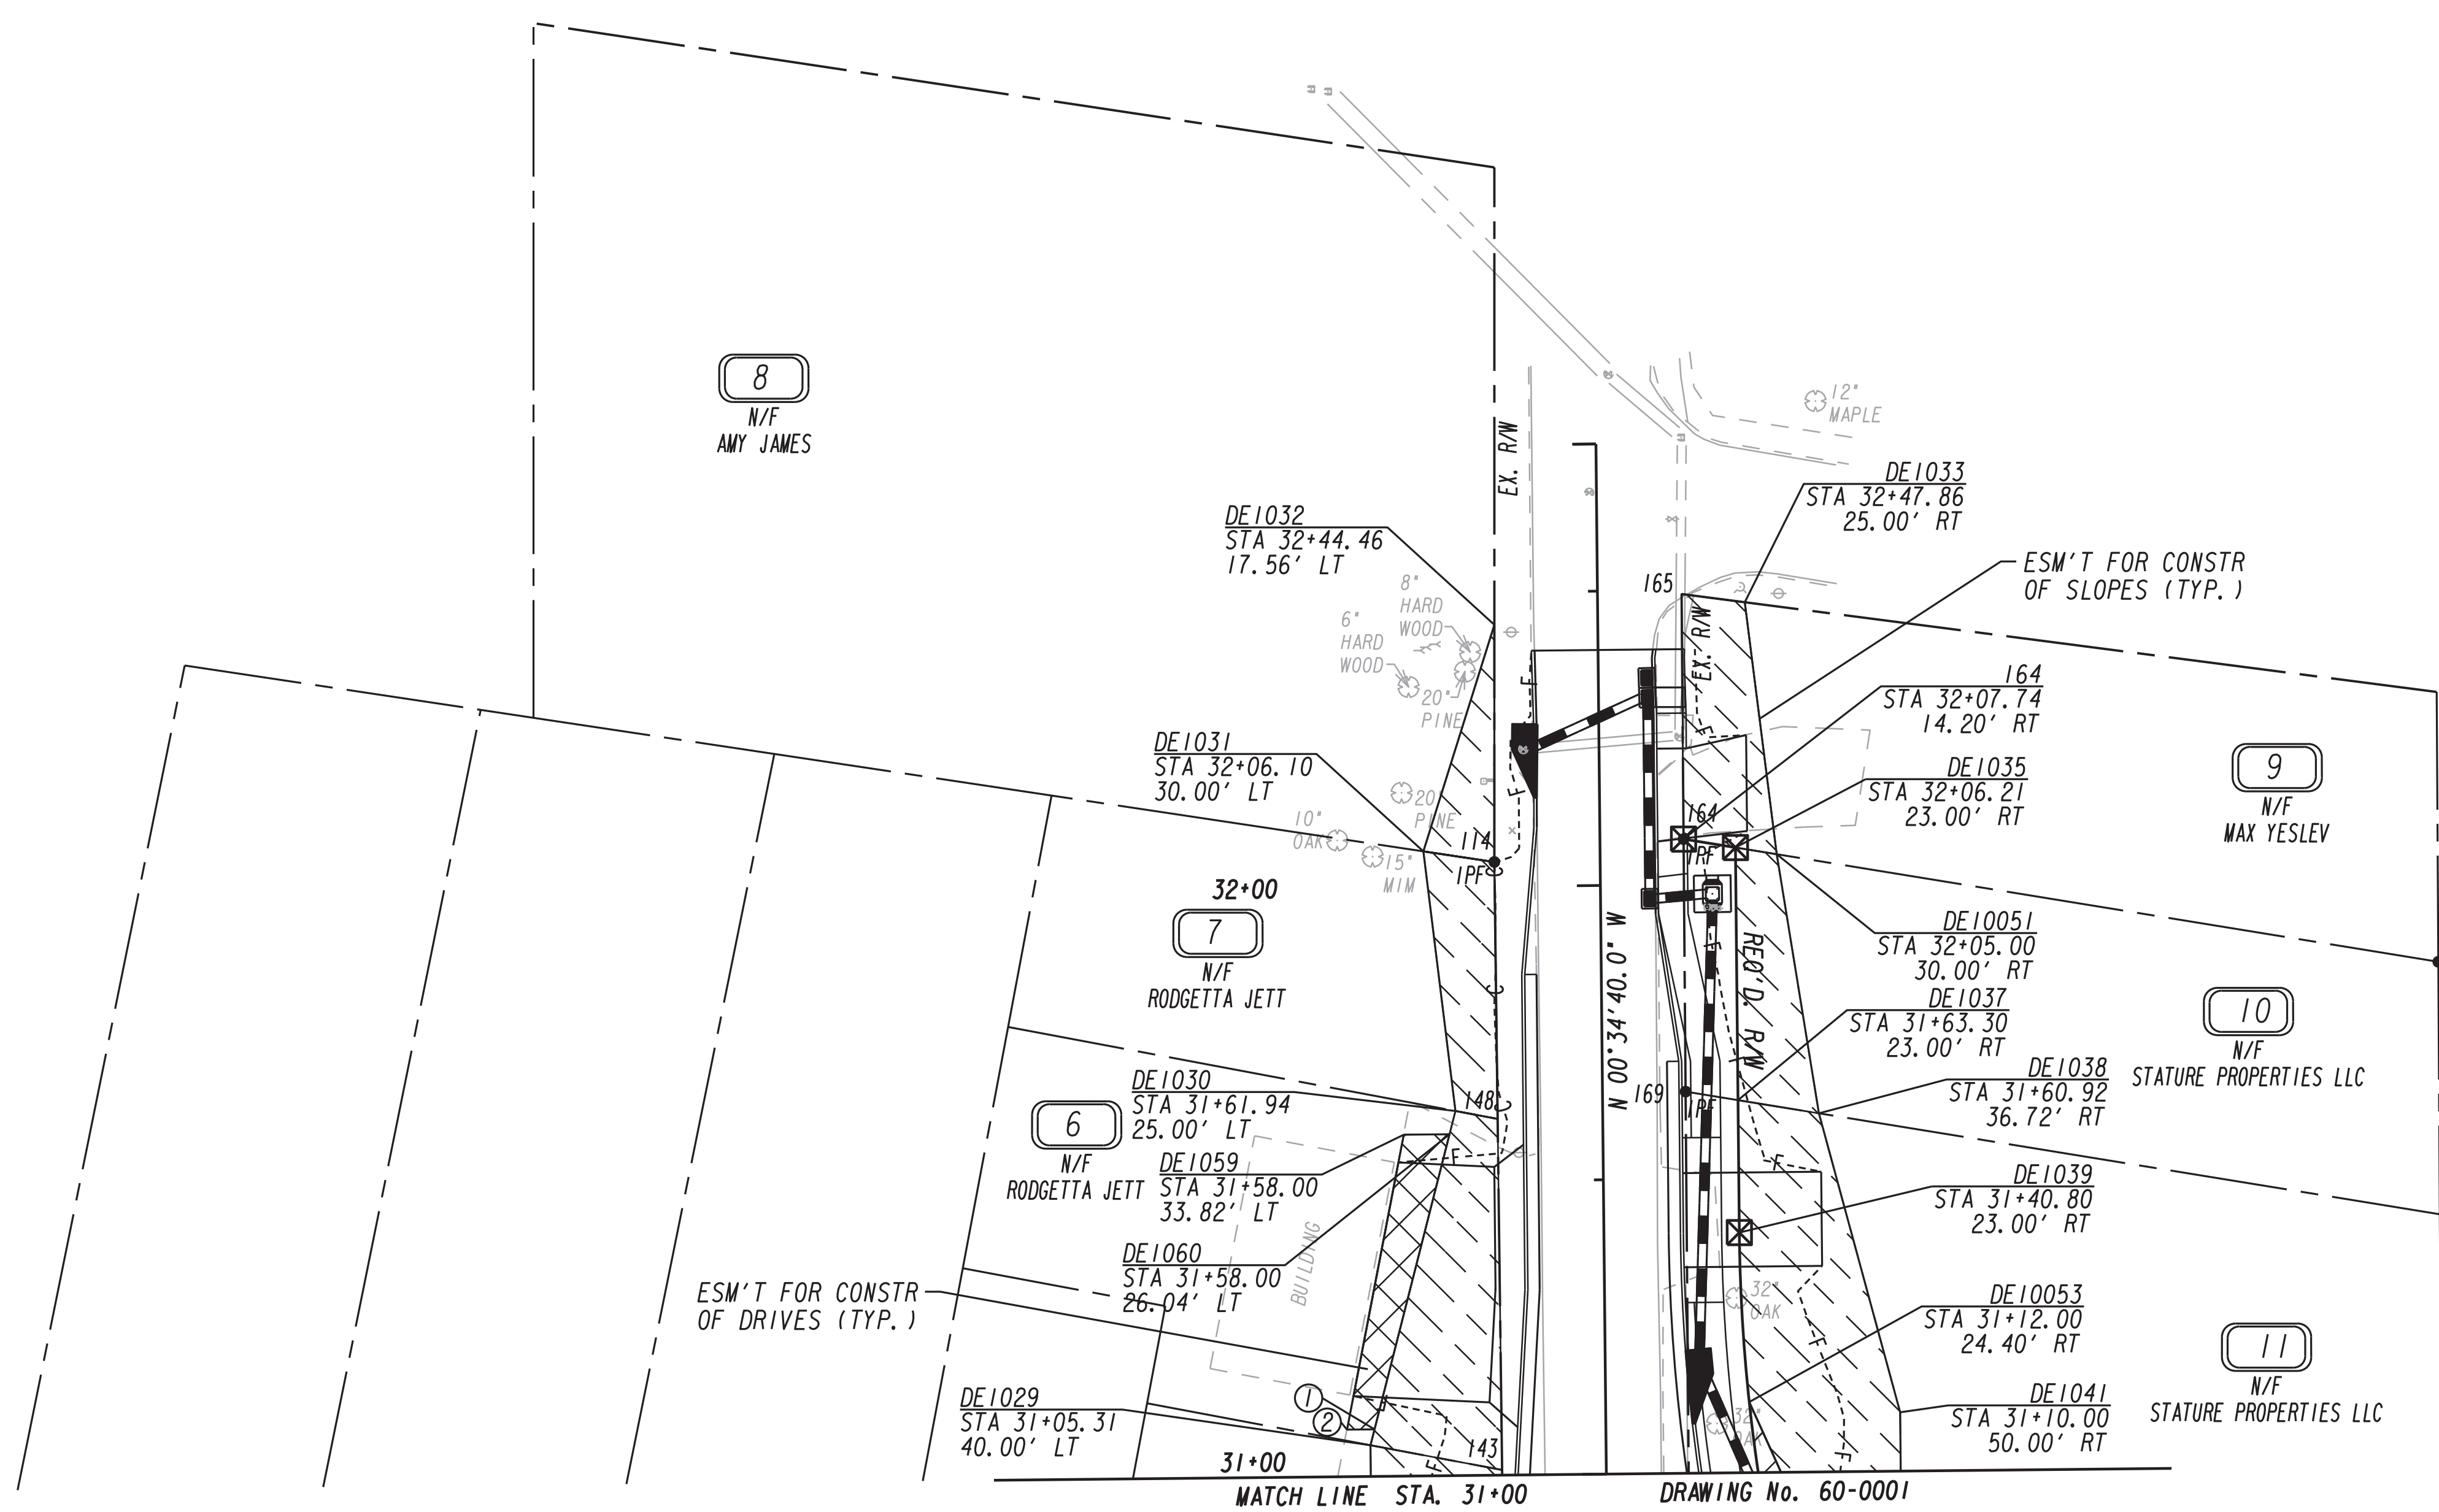 8
N/F
AMY JAMES
12"
MAPLE
EX. R/W
DE1033
STA 32+47.86
25.00' RT
DE1032
STA 32+44.46
17.56' LT
ESM'T FOR CONSTR
OF SLOPES (TYP.)
8"
HARD
WOOD
6"
HARD
WOOD
20"
PINE
165
EX. R/W
164
STA 32+07.74
14.20' RT
DE1031
STA 32+06.10
30.00' LT
9
N/F
MAX YESLEV
DE1035
STA 32+06.21
23.00' RT
20"
PINE
10"
OAK
15"
MIM
114
IPF
164
IPF
32+00
7
N/F
RODGETTA JETT
N 00°34'40.0" W
REQ'D. R/W
DE10051
STA 32+05.00
30.00' RT
DE1037
STA 31+63.30
23.00' RT
10
N/F
STATURE PROPERTIES LLC
DE1030
STA 31+61.94
25.00' LT
148
169
IPF
DE1038
STA 31+60.92
36.72' RT
6
N/F
RODGETTA JETT
DE1059
STA 31+58.00
33.82' LT
DE1039
STA 31+40.80
23.00' RT
DE1060
STA 31+58.00
26.04' LT
BUILDING
ESM'T FOR CONSTR
OF DRIVES (TYP.)
32"
OAK
DE10053
STA 31+12.00
24.40' RT
11
N/F
STATURE PROPERTIES LLC
1
2
DE1029
STA 31+05.31
40.00' LT
143
32"
OAK
DE1041
STA 31+10.00
50.00' RT
31+00
MATCH LINE STA. 31+00
DRAWING No. 60-0001